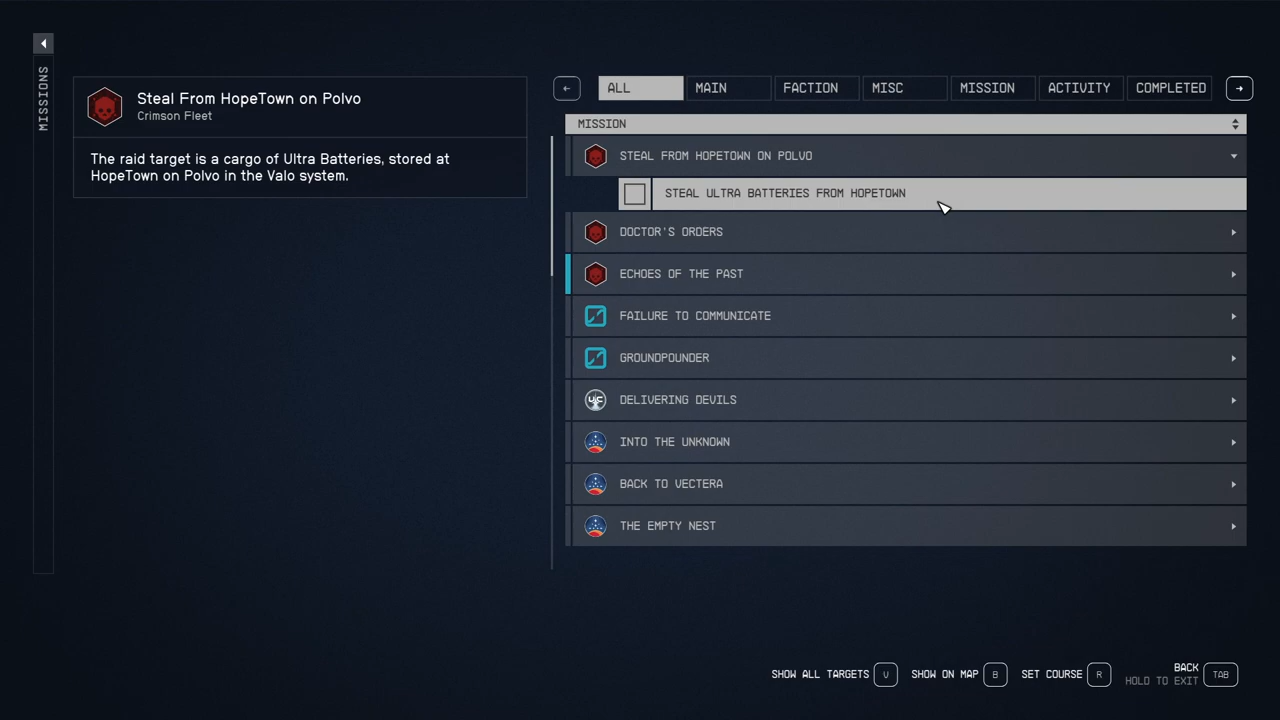 MISSIONS
Steal From HopeTown on Polvo
Crimson Fleet
The raid target is a cargo of Ultra Batteries, stored at
HopeTown on Polvo in the Valo system.
ALL MAIN FACTION MISC MISSION ACTIVITY COMPLETED
MISSION
STEAL FROM HOPETOWN ON POLVO
STEAL ULTRA BATTERIES FROM HOPETOWN
DOCTOR'S ORDERS
ECHOES OF THE PAST
FAILURE TO COMMUNICATE
GROUNDPOUNDER
UC DELIVERING DEVILS
INTO THE UNKNOWN
BACK TO VECTERA
THE EMPTY NEST
SHOW ALL TARGETS V SHOW ON MAP B SET COURSE R BACK TAB
HOLD TO EXIT